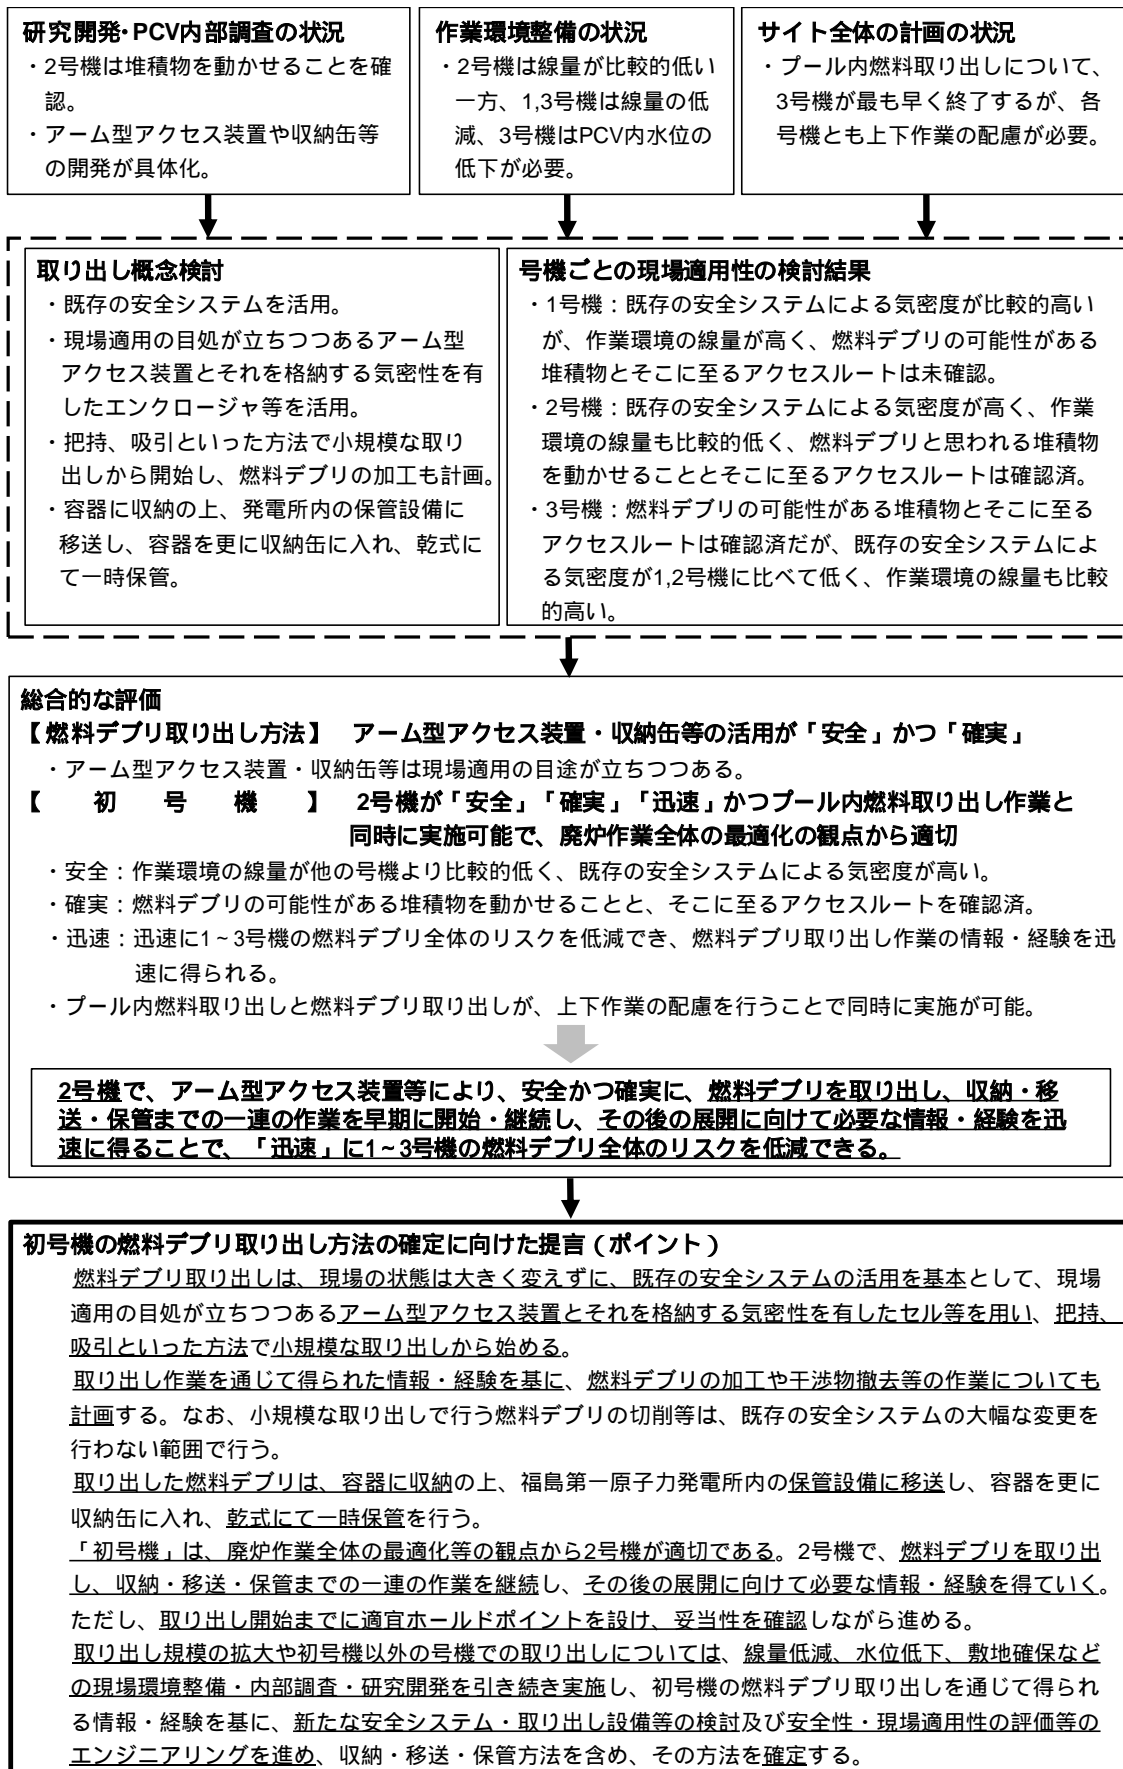 研究開発・PCV内部調査の状況
・2号機は堆積物を動かせることを確
認。
・アーム型アクセス装置や収納缶等
の開発が具体化。
作業環境整備の状況
・2号機は線量が比較的低い
一方、1,3号機は線量の低
減、3号機はPCV内水位の
低下が必要。
サイト全体の計画の状況
・プール内燃料取り出しについて、
3号機が最も早く終了するが、各
号機とも上下作業の配慮が必要。
取り出し概念検討
・既存の安全システムを活用。
・現場適用の目処が立ちつつあるアーム型
アクセス装置とそれを格納する気密性を有
したエンクロージャ等を活用。
・把持、吸引といった方法で小規模な取り
出しから開始し、燃料デブリの加工も計画。
・容器に収納の上、発電所内の保管設備に
移送し、容器を更に収納缶に入れ、乾式に
て一時保管。
号機ごとの現場適用性の検討結果
・1号機：既存の安全システムによる気密度が比較的高い
が、作業環境の線量が高く、燃料デブリの可能性がある
堆積物とそこに至るアクセスルートは未確認。
・2号機：既存の安全システムによる気密度が高く、作業
環境の線量も比較的低く、燃料デブリと思われる堆積物
を動かせることとそこに至るアクセスルートは確認済。
・3号機：燃料デブリの可能性がある堆積物とそこに至る
アクセスルートは確認済だが、既存の安全システムによ
る気密度が1,2号機に比べて低く、作業環境の線量も比較
的高い。
総合的な評価
【燃料デブリ取り出し方法】　アーム型アクセス装置・収納缶等の活用が「安全」かつ「確実」
・アーム型アクセス装置・収納缶等は現場適用の目途が立ちつつある。
【　初　号　機　】　2号機が「安全」「確実」「迅速」かつプール内燃料取り出し作業と
同時に実施可能で、廃炉作業全体の最適化の観点から適切
・安全：作業環境の線量が他の号機より比較的低く、既存の安全システムによる気密度が高い。
・確実：燃料デブリの可能性がある堆積物を動かせることと、そこに至るアクセスルートを確認済。
・迅速：迅速に1～3号機の燃料デブリ全体のリスクを低減でき、燃料デブリ取り出し作業の情報・経験を迅
速に得られる。
・プール内燃料取り出しと燃料デブリ取り出しが、上下作業の配慮を行うことで同時に実施が可能。
2号機で、アーム型アクセス装置等により、安全かつ確実に、燃料デブリを取り出し、収納・移
送・保管までの一連の作業を早期に開始・継続し、その後の展開に向けて必要な情報・経験を迅
速に得ることで、「迅速」に1～3号機の燃料デブリ全体のリスクを低減できる。
初号機の燃料デブリ取り出し方法の確定に向けた提言（ポイント）
燃料デブリ取り出しは、現場の状態は大きく変えずに、既存の安全システムの活用を基本として、現場
適用の目処が立ちつつあるアーム型アクセス装置とそれを格納する気密性を有したセル等を用い、把持、
吸引といった方法で小規模な取り出しから始める。
取り出し作業を通じて得られた情報・経験を基に、燃料デブリの加工や干渉物撤去等の作業についても
計画する。なお、小規模な取り出しで行う燃料デブリの切削等は、既存の安全システムの大幅な変更を
行わない範囲で行う。
取り出した燃料デブリは、容器に収納の上、福島第一原子力発電所内の保管設備に移送し、容器を更に
収納缶に入れ、乾式にて一時保管を行う。
「初号機」は、廃炉作業全体の最適化等の観点から2号機が適切である。2号機で、燃料デブリを取り出
し、収納・移送・保管までの一連の作業を継続し、その後の展開に向けて必要な情報・経験を得ていく。
ただし、取り出し開始までに適宜ホールドポイントを設け、妥当性を確認しながら進める。
取り出し規模の拡大や初号機以外の号機での取り出しについては、線量低減、水位低下、敷地確保など
の現場環境整備・内部調査・研究開発を引き続き実施し、初号機の燃料デブリ取り出しを通じて得られ
る情報・経験を基に、新たな安全システム・取り出し設備等の検討及び安全性・現場適用性の評価等の
エンジニアリングを進め、収納・移送・保管方法を含め、その方法を確定する。